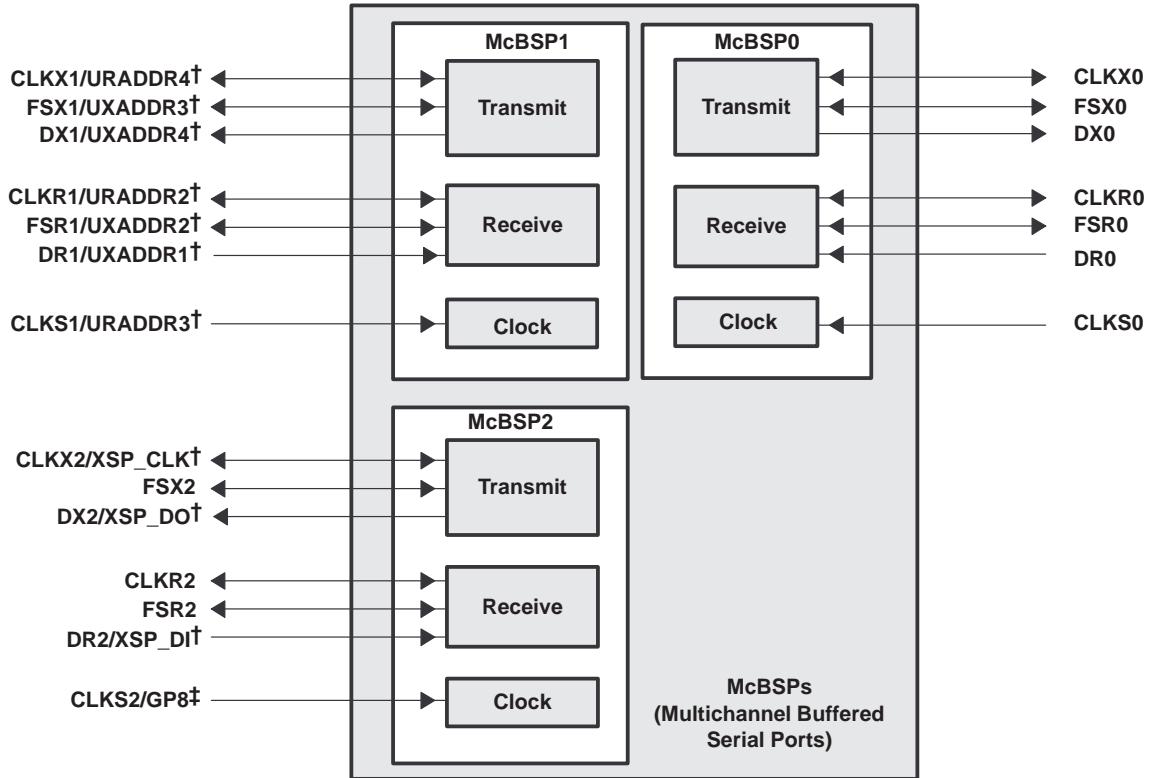 McBSP1
CLKX1/URADDR4†
FSX1/UXADDR3†
DX1/UXADDR4†
Transmit
CLKR1/URADDR2†
FSR1/UXADDR2†
DR1/UXADDR1†
Receive
CLKS1/URADDR3†
Clock
McBSP0
Transmit
CLKX0
FSX0
DX0
Receive
CLKR0
FSR0
DR0
Clock
CLKS0
McBSP2
CLKX2/XSP_CLK†
FSX2
DX2/XSP_DO†
Transmit
CLKR2
FSR2
DR2/XSP_DI†
Receive
CLKS2/GP8‡
Clock
McBSPs
(Multichannel Buffered
Serial Ports)